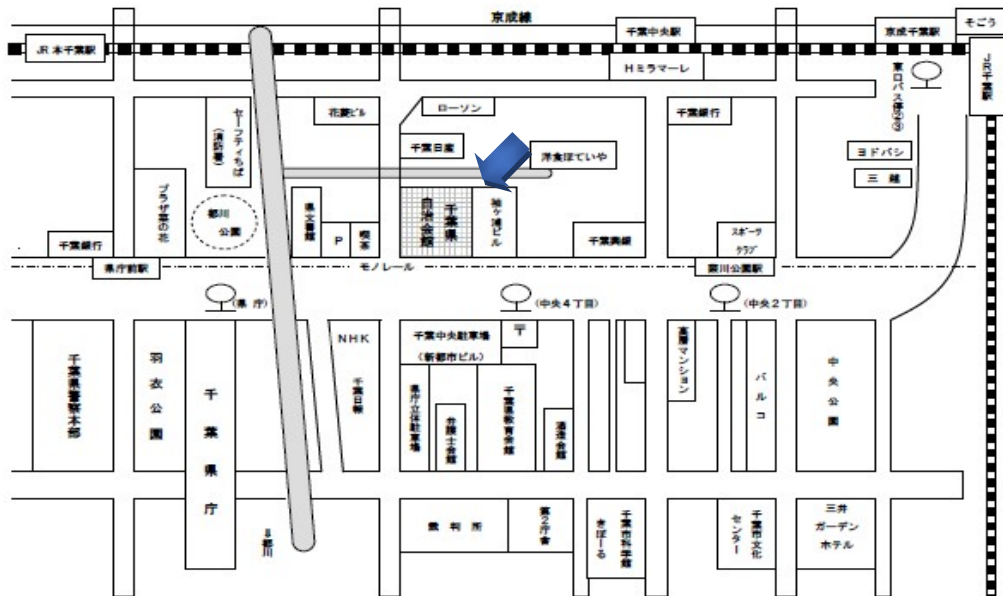 京成線
そごう
千葉中央駅
京成千葉駅
JR本千葉駅
Hミラマーレ
JR千葉駅
東口バス停②③
セーフティちば
(消防署)
花菱ビル
ローソン
千葉銀行
千葉日産
洋食ほていや
ヨドバシ
三越
プラザ菜の花
都川
公園
県文書館
P
喫茶
千葉県
自治会館
袖ヶ浦ビル
千葉興銀
スポーツ
クラブ
千葉銀行
県庁前駅
モノレール
葭川公園駅
(県庁)
(中央4丁目)
(中央2丁目)
千葉県警察本部
羽衣公園
千葉県庁
NHK
千葉日報
千葉中央駐車場
(新都市ビル)
〒
県庁立体駐車場
弁護士会館
千葉県教育会館
酒造会館
高層マンション
パルコ
中央公園
⇓都川
裁判所
第2庁舎
千葉市科学館
きぼーる
千葉市文化
センター
三井
ガーデン
ホテル